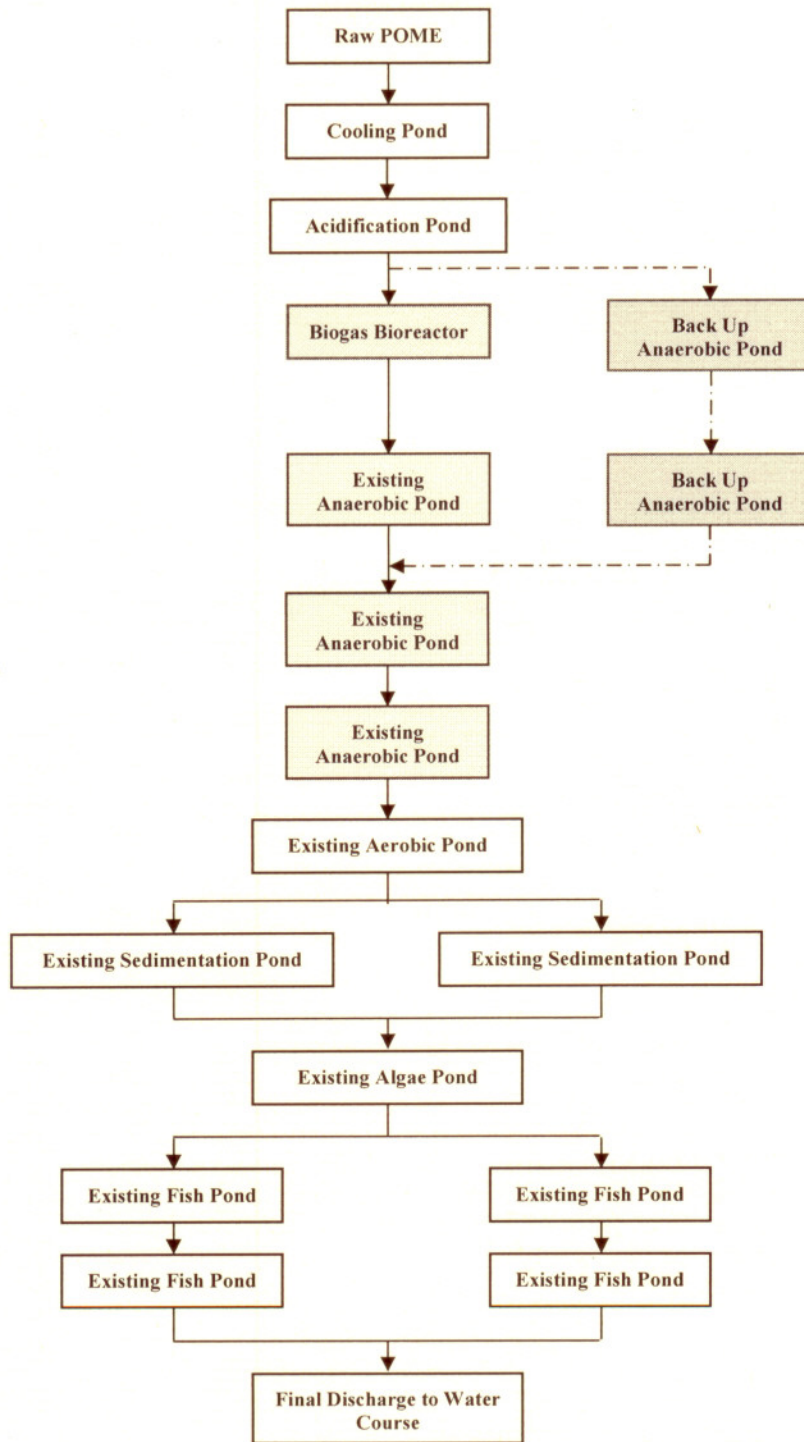 Raw POME
Cooling Pond
Acidification Pond
Biogas Bioreactor
Back Up
Anaerobic Pond
Existing
Anaerobic Pond
Back Up
Anaerobic Pond
Existing
Anaerobic Pond
Existing
Anaerobic Pond
Existing Aerobic Pond
Existing Sedimentation Pond
Existing Sedimentation Pond
Existing Algae Pond
Existing Fish Pond
Existing Fish Pond
Existing Fish Pond
Existing Fish Pond
Final Discharge to Water
Course